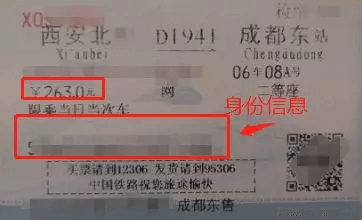 XQ
检
西安北 D1941 成都东站
Xi'anbei Chengdudong
06车08A号
￥263.0元 网 二等座
限乘当日当次车
身份信息
5
买票请到12306 发货请到95306
中国铁路祝您旅途愉快
成都东售